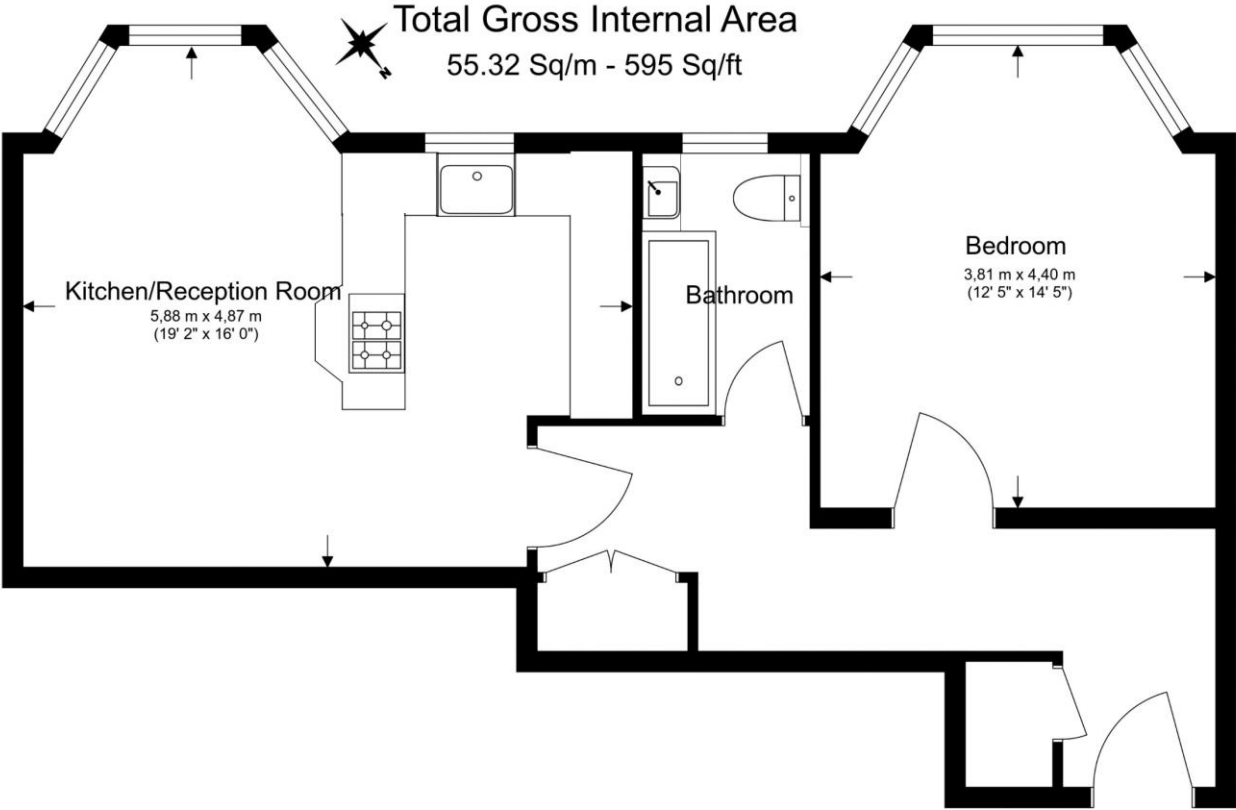 Total Gross Internal Area
55.32 Sq/m - 595 Sq/ft
N
Kitchen/Reception Room
5,88 m x 4,87 m
(19' 2" x 16' 0")
Bathroom
Bedroom
3,81 m x 4,40 m
(12' 5" x 14' 5")